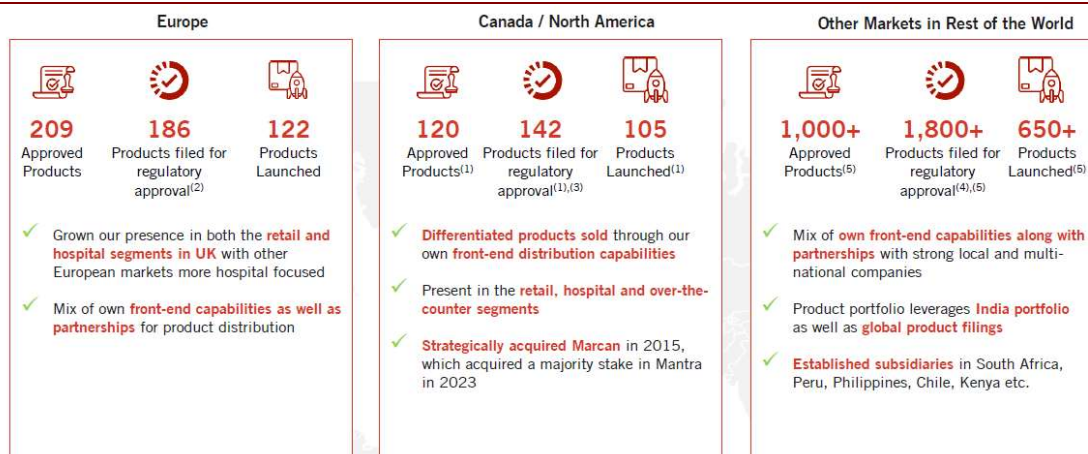 Europe
209
Approved
Products
186
Products filed for
regulatory
approval(2)
122
Products
Launched
Grown our presence in both the retail and
hospital segments in UK with other
European markets more hospital focused
Mix of own front-end capabilities as well as
partnerships for product distribution
Canada / North America
120
Approved
Products(1)
142
Products filed for
regulatory
approval(1),(3)
105
Products
Launched(1)
Differentiated products sold through our
own front-end distribution capabilities
Present in the retail, hospital and over-the-
counter segments
Strategically acquired Marcan in 2015,
which acquired a majority stake in Mantra
in 2023
Other Markets in Rest of the World
1,000+
Approved
Products(5)
1,800+
Products filed for
regulatory
approval(4),(5)
650+
Products
Launched(5)
Mix of own front-end capabilities along with
partnerships with strong local and multi-
national companies
Product portfolio leverages India portfolio
as well as global product filings
Established subsidiaries in South Africa,
Peru, Philippines, Chile, Kenya etc.